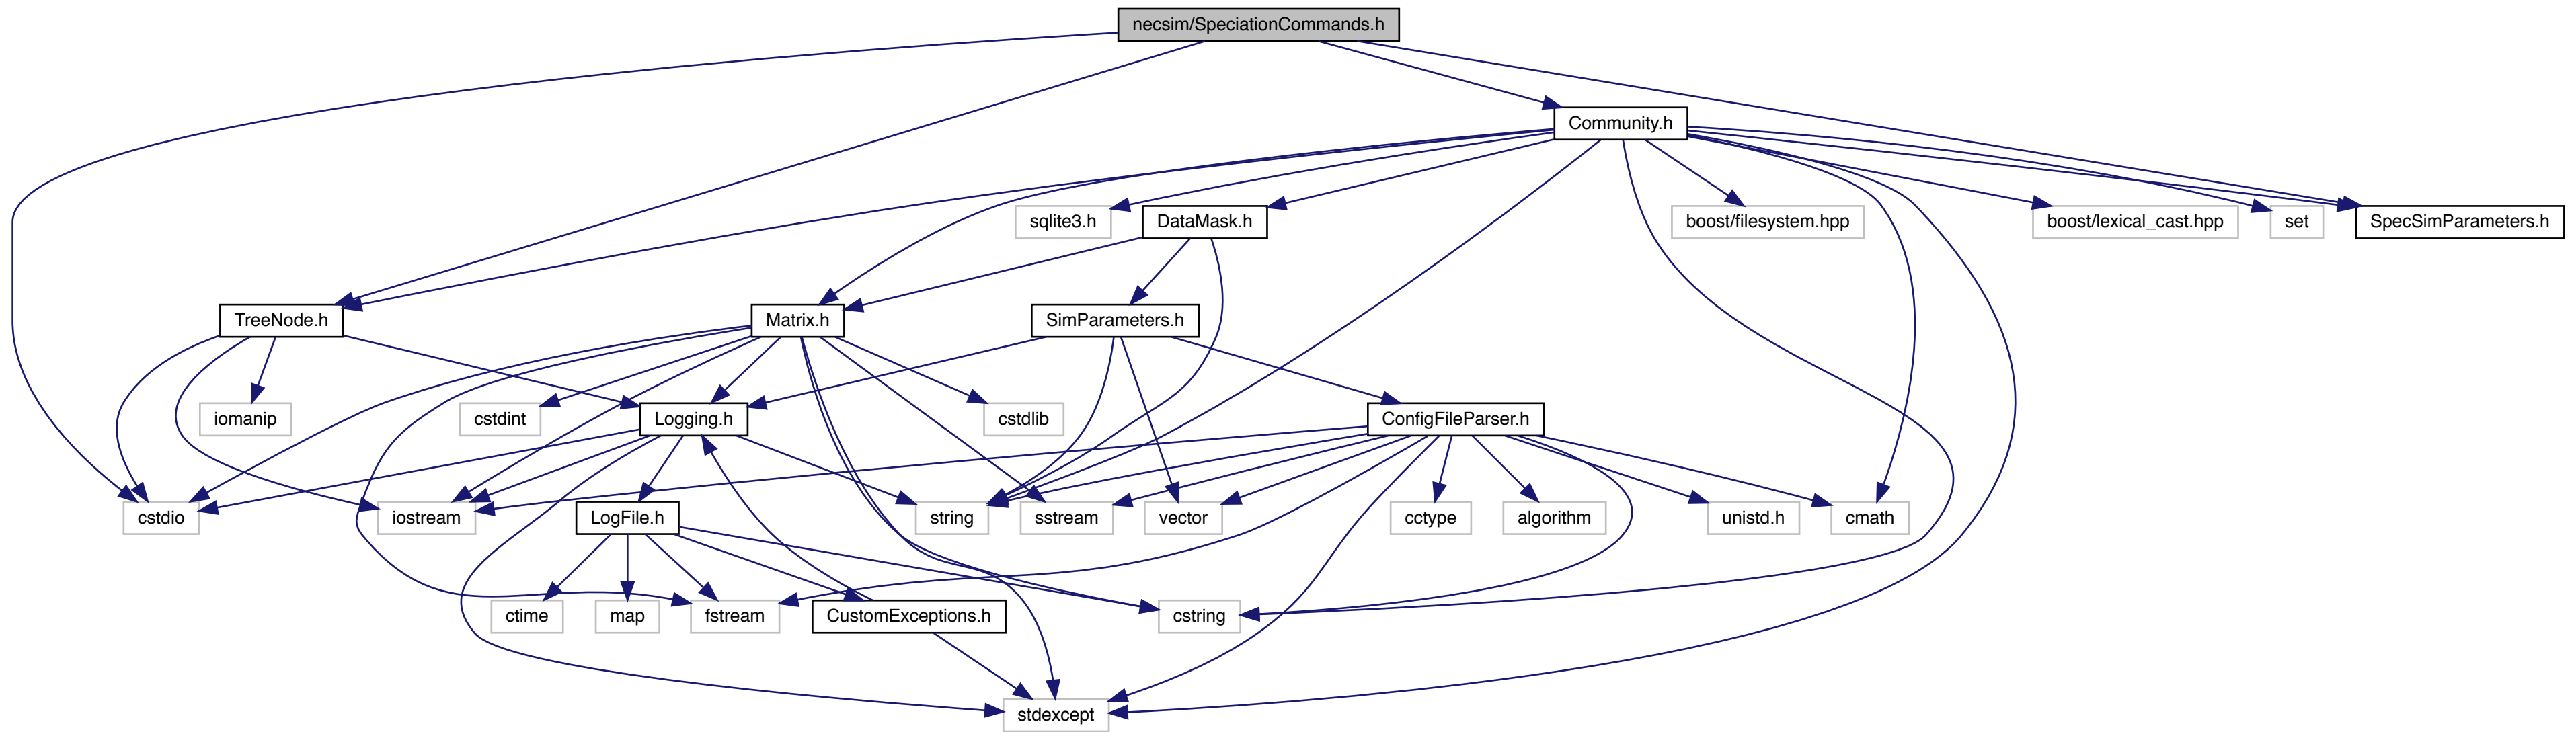 necsim/SpeciationCommands.h
Community.h
sqlite3.h
DataMask.h
boost/filesystem.hpp
boost/lexical_cast.hpp
set
SpecSimParameters.h
TreeNode.h
Matrix.h
SimParameters.h
iomanip
cstdint
Logging.h
cstdlib
ConfigFileParser.h
cstdio
iostream
LogFile.h
string
sstream
vector
cctype
algorithm
unistd.h
cmath
ctime
map
fstream
CustomExceptions.h
cstring
stdexcept